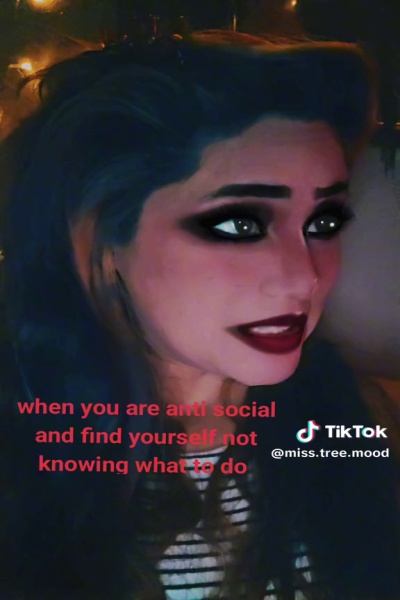 when you are anti social
and find yourself not
knowing what to do
TikTok
@miss.tree.mood